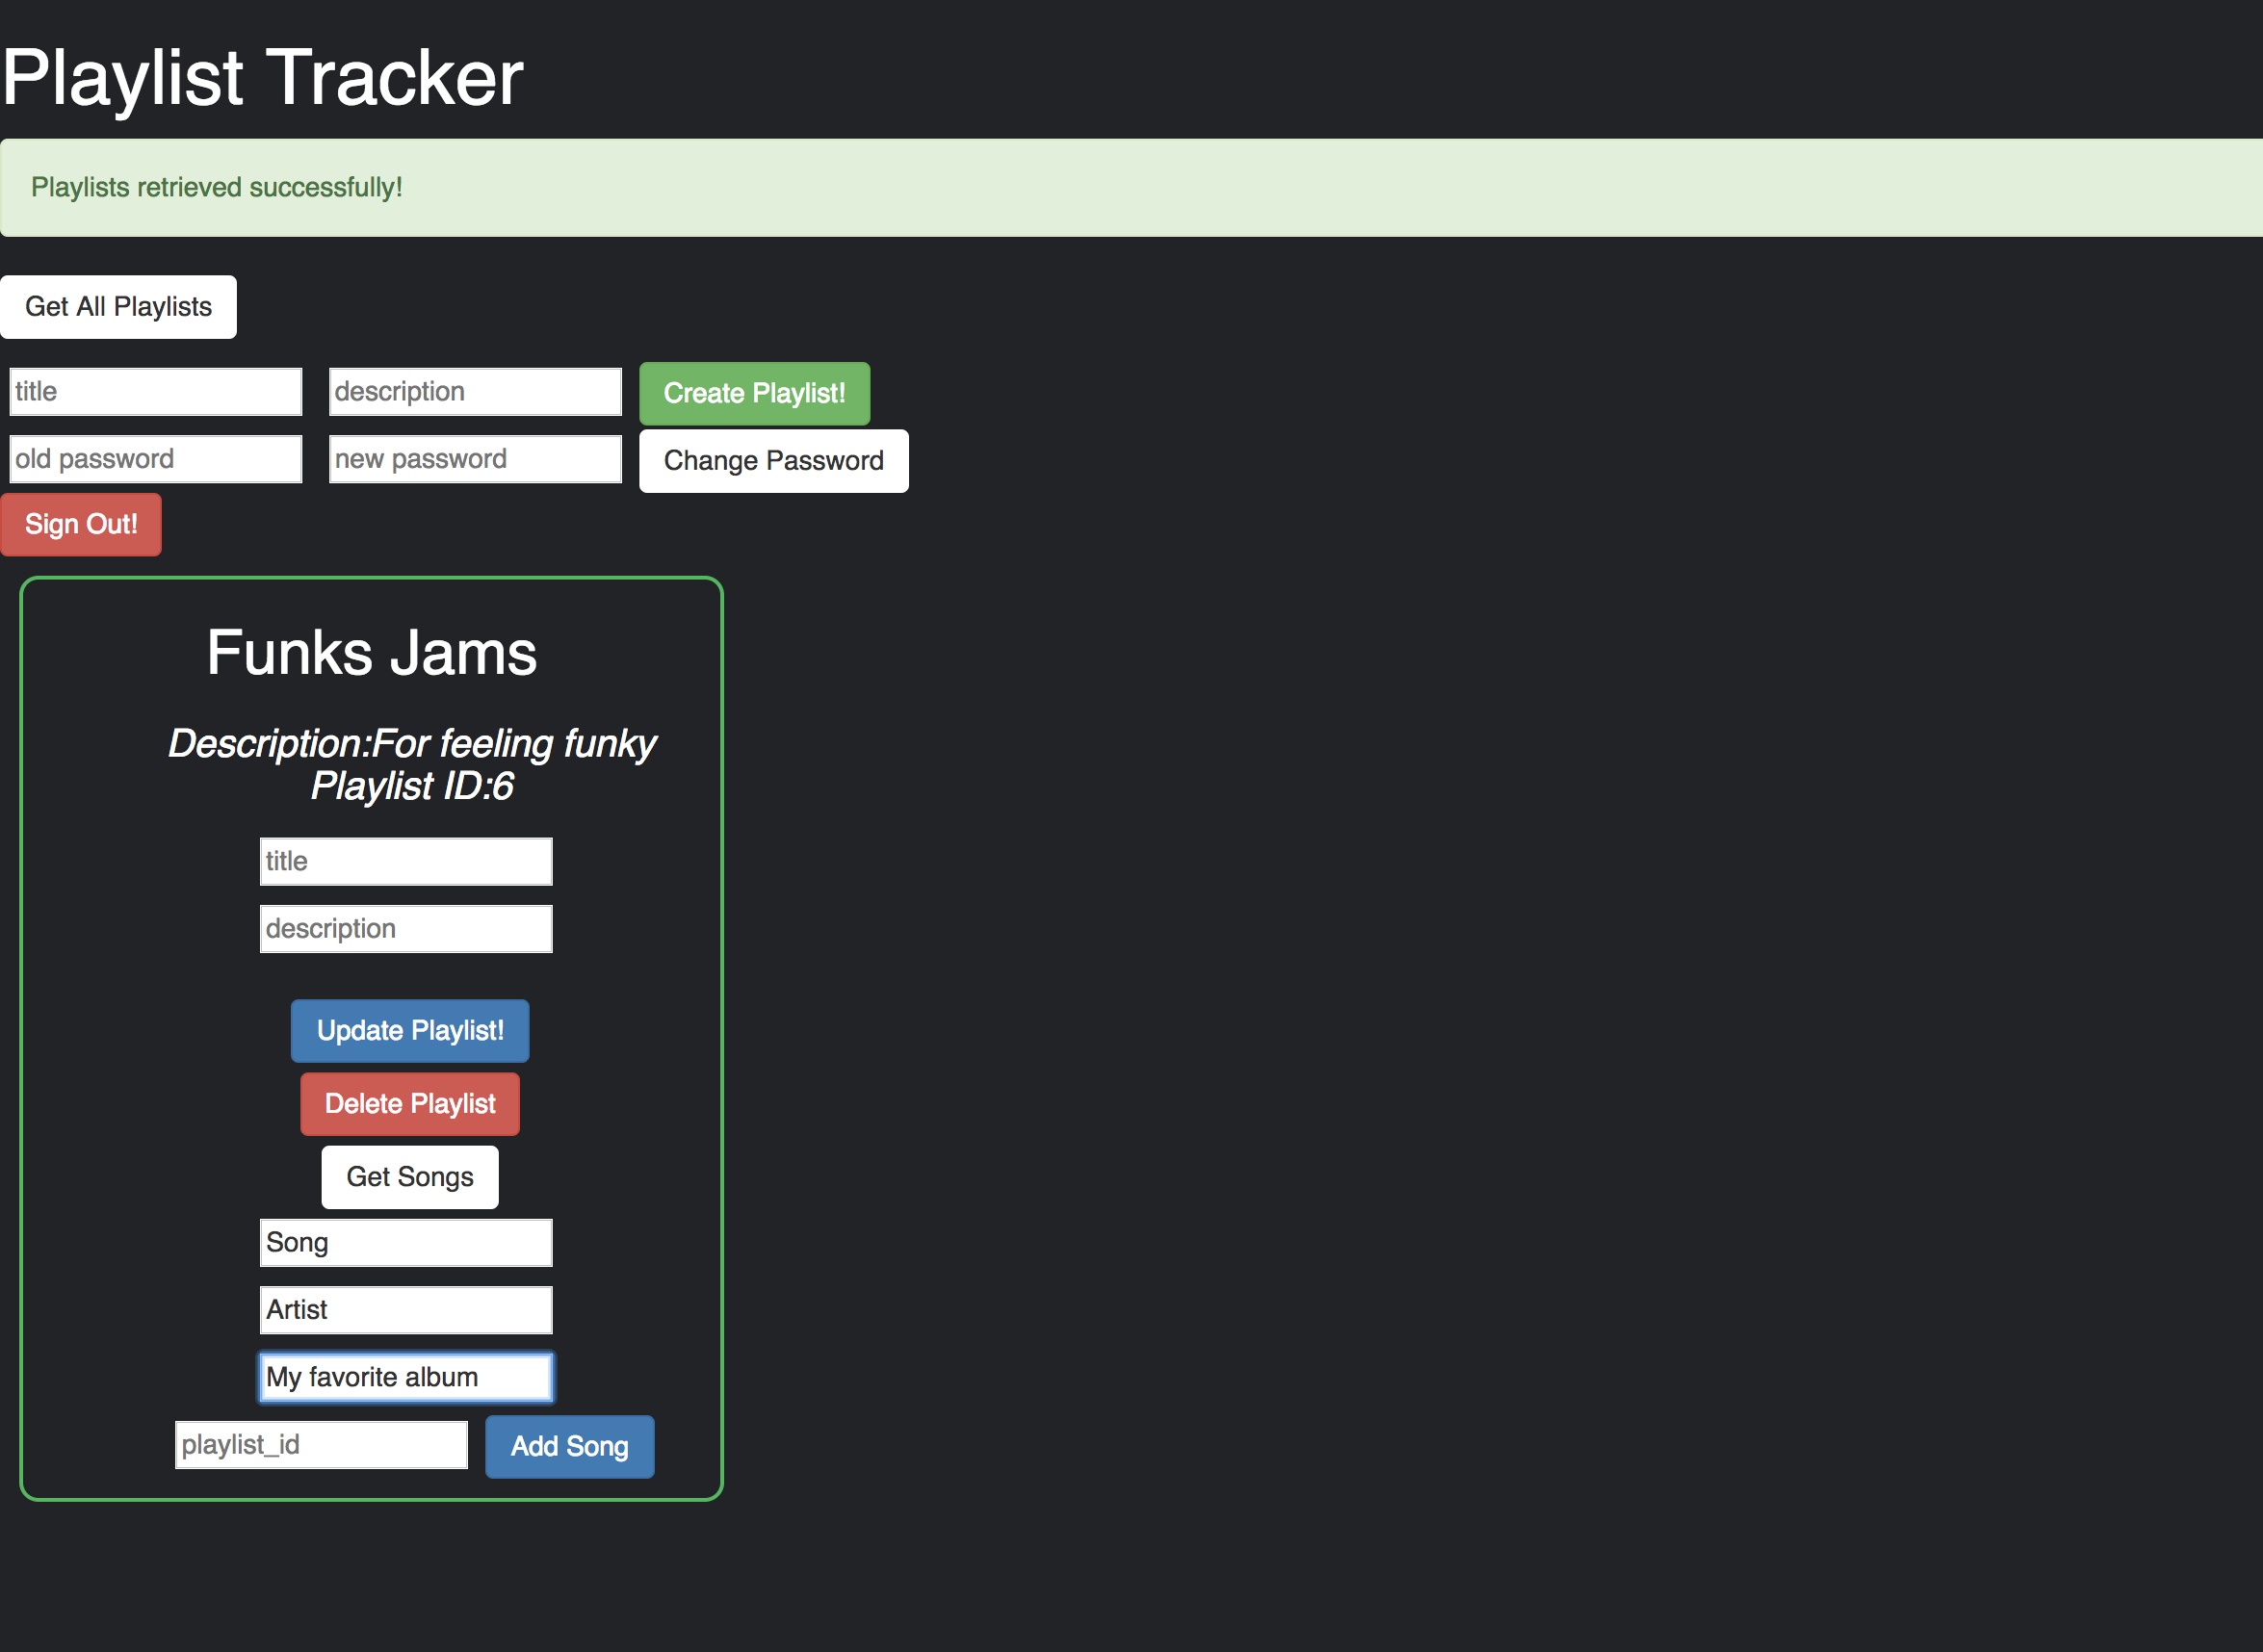 Playlist Tracker
Playlists retrieved successfully!
Get All Playlists
title description Create Playlist!
old password new password Change Password
Sign Out!
Funks Jams
Description:For feeling funky
Playlist ID:6
title
description
Update Playlist!
Delete Playlist
Get Songs
Song
Artist
My favorite album
playlist_id Add Song